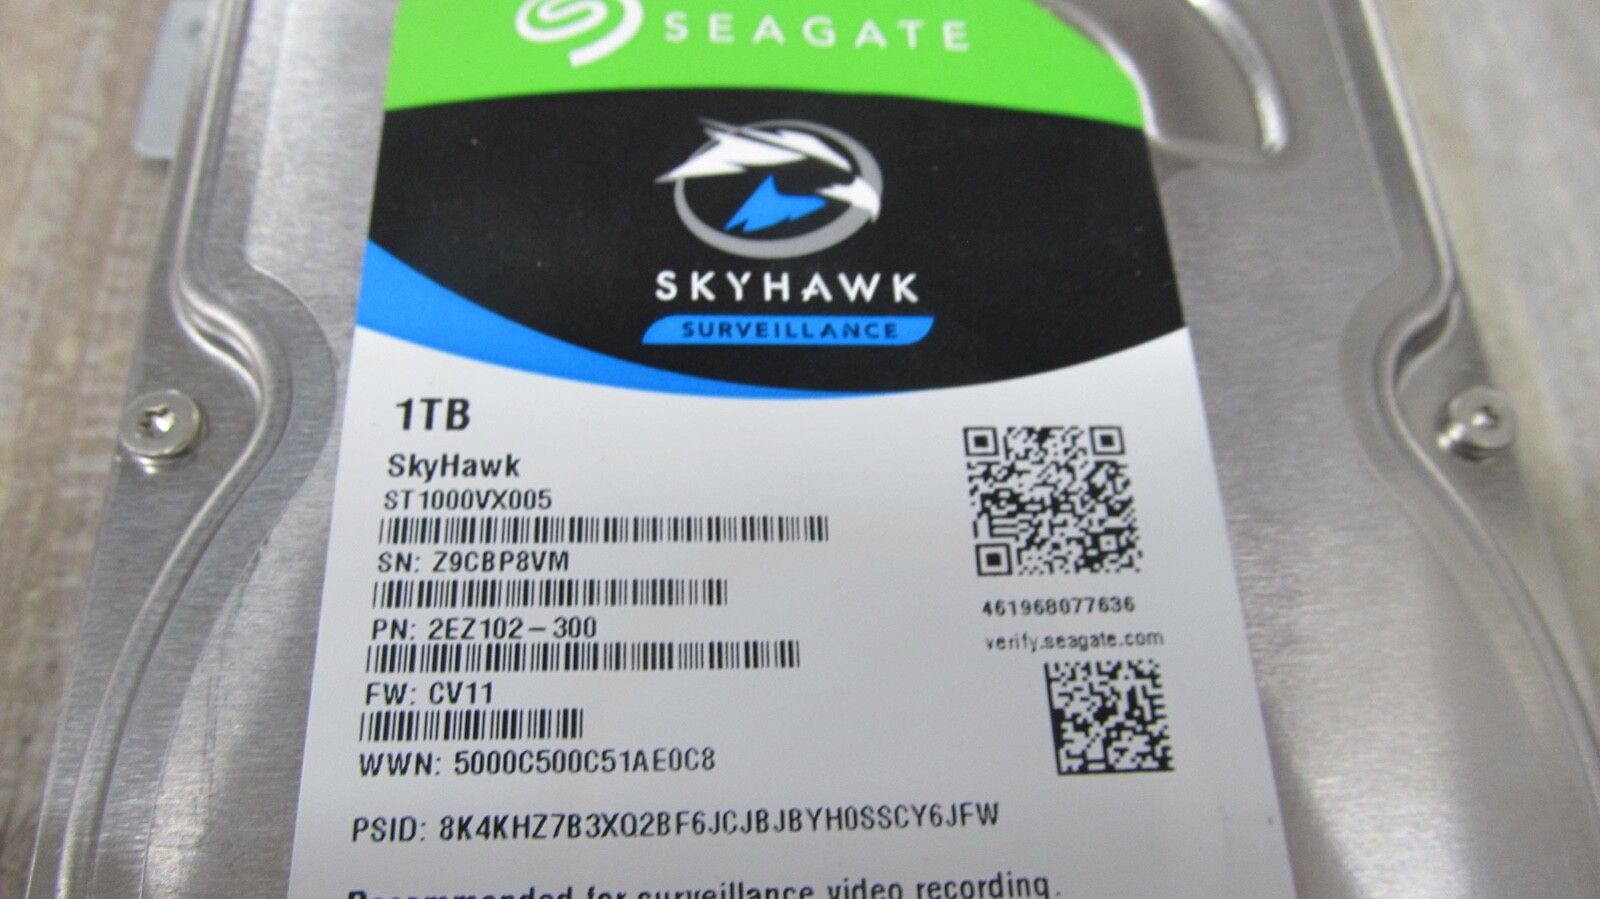 SEAGATE
SKYHAWK
SURVEILLANCE
1TB
SkyHawk
ST1000VX005
SN: Z9CBP8VM
PN: 2EZ102-300
FW: CV11
WWN: 5000C500C51AE0C8
PSID: 8K4KHZ7B3XQ2BF6JCJBJBYH0SSCY6JFW
Recommended for surveillance video recording.
461968077636
verify.seagate.com